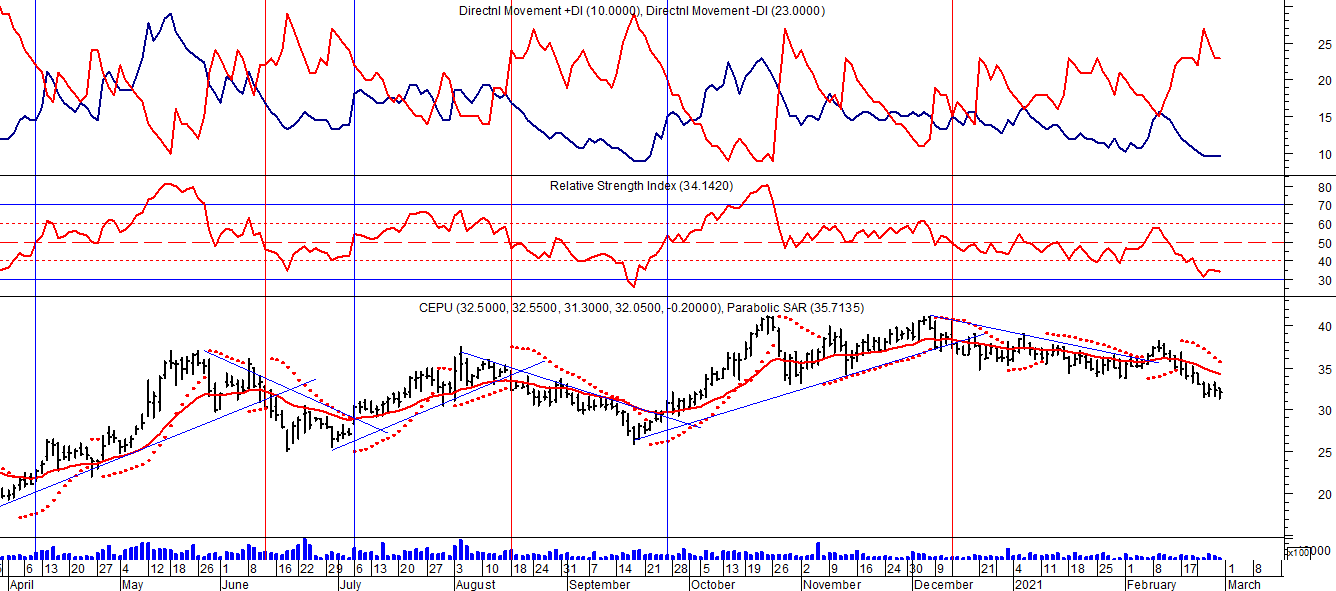 Directnl Movement +DI (10.0000), Directnl Movement -DI (23.0000)
25
20
15
10
Relative Strength Index (34.1420)
80
70
60
50
40
30
CEPU (32.5000, 32.5500, 31.3000, 32.0500, -0.20000), Parabolic SAR (35.7135)
40
35
30
25
20
x100
6 13 20 27 4 12 18 26 1 8 16 22 29 6 13 20 27 3 10 18 24 31 7 14 21 28 5 13 19 26 2 9 16 24 30 9 21 4 11 18 25 1 8 17 1 8
April May June July August September October November December 2021 February March